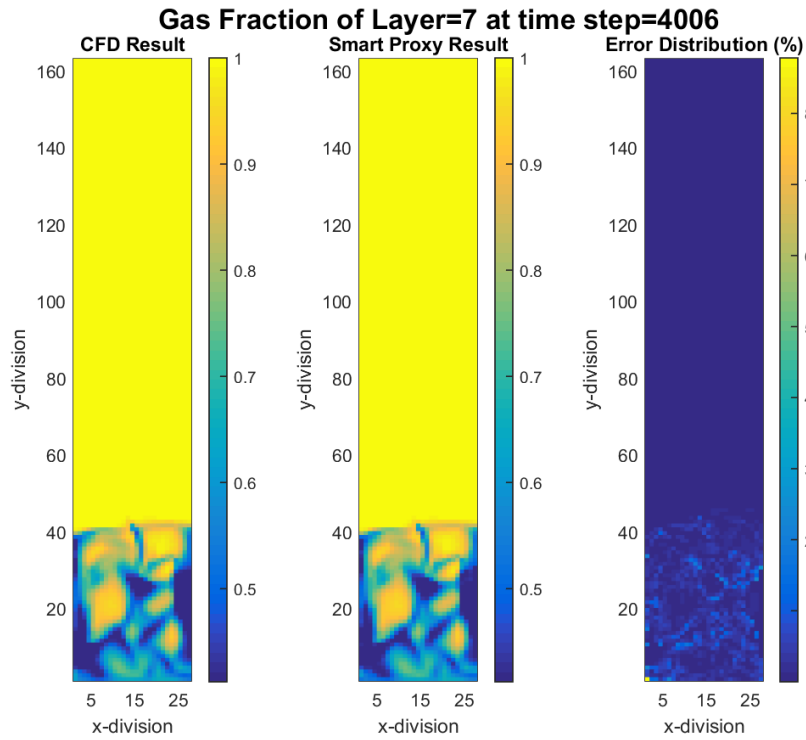 Gas Fraction of Layer=7 at time step=4006
CFD Result
160
140
120
100
80
60
40
20
5 15 25
x-division
y-division
1
0.9
0.8
0.7
0.6
0.5
Smart Proxy Result
160
140
120
100
80
60
40
20
5 15 25
x-division
y-division
1
0.9
0.8
0.7
0.6
0.5
Error Distribution (%)
160
140
120
100
80
60
40
20
5 15 25
x-division
y-division